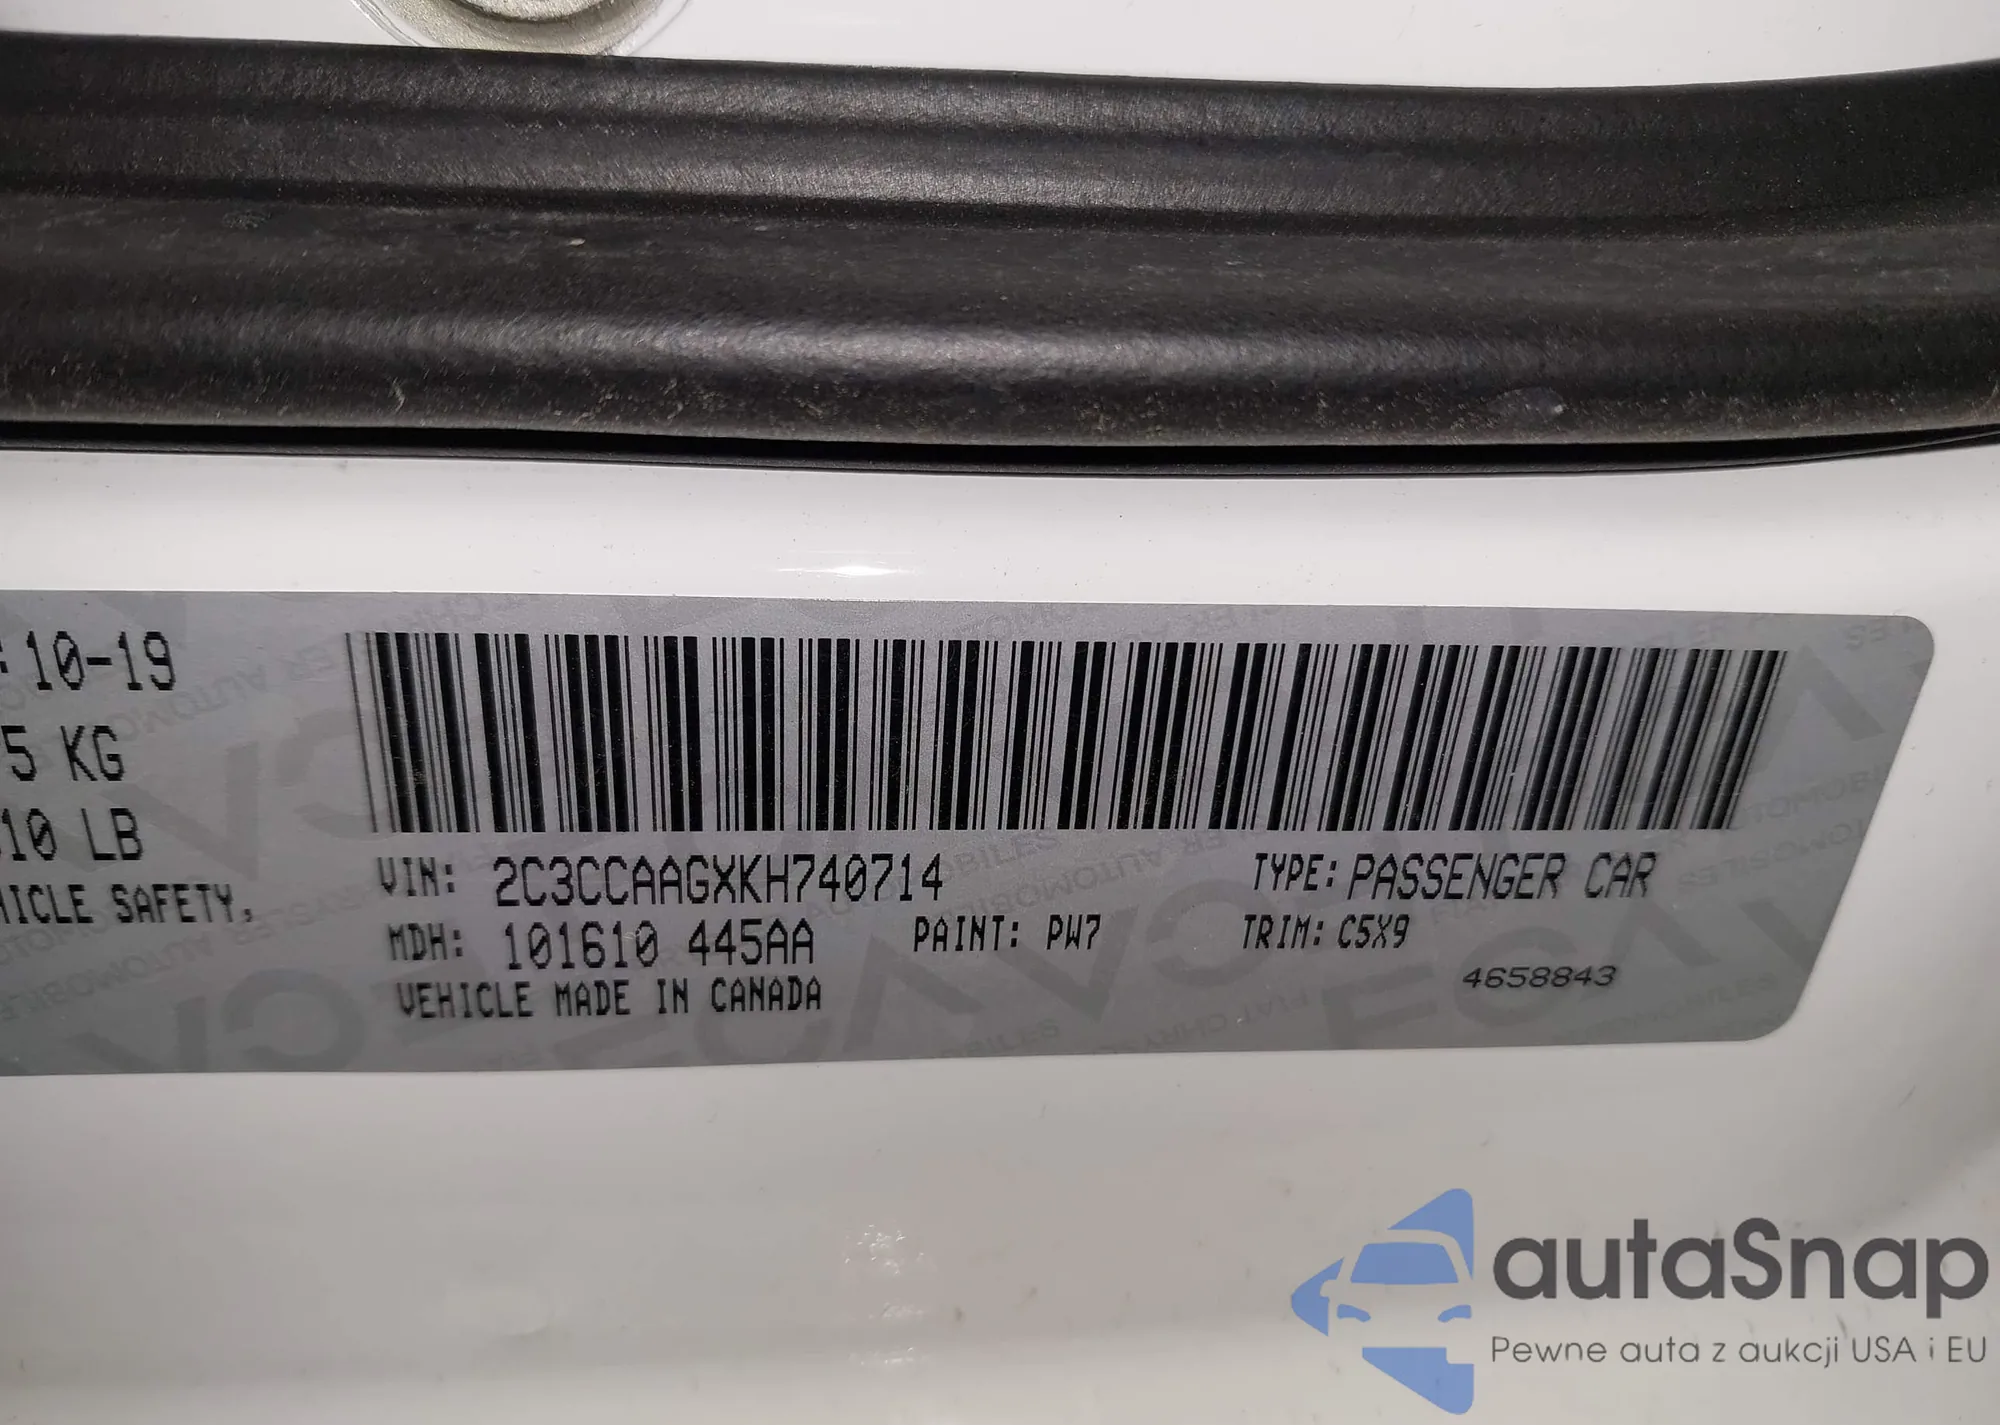 : 10-19
5 KG
10 LB
HICLE SAFETY,
VIN: 2C3CCAAGXKH740714
TYPE: PASSENGER CAR
MDH: 101610 445AA
PAINT: PW7
TRIM: C5X9
VEHICLE MADE IN CANADA
4658843
autaSnap
Pewne auta z aukcji USA i EU